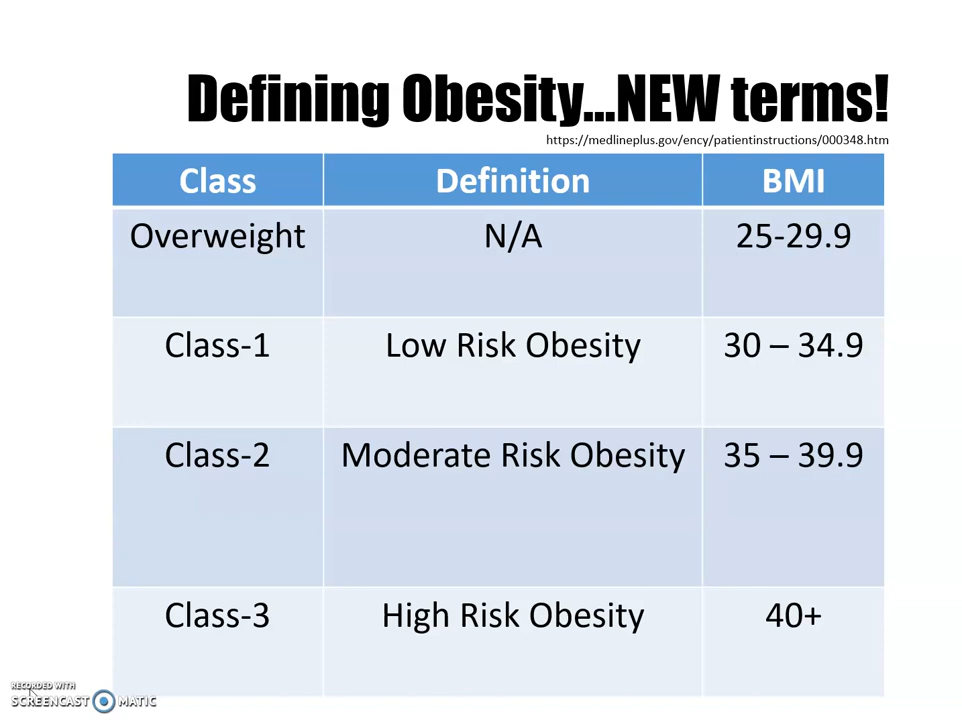 Defining Obesity...NEW terms!
https://medlineplus.gov/ency/patientinstructions/000348.htm
Class Definition BMI
Overweight N/A 25-29.9
Class-1 Low Risk Obesity 30 – 34.9
Class-2 Moderate Risk Obesity 35 – 39.9
Class-3 High Risk Obesity 40+
RECORDED WITH
SCREENCAST MATIC